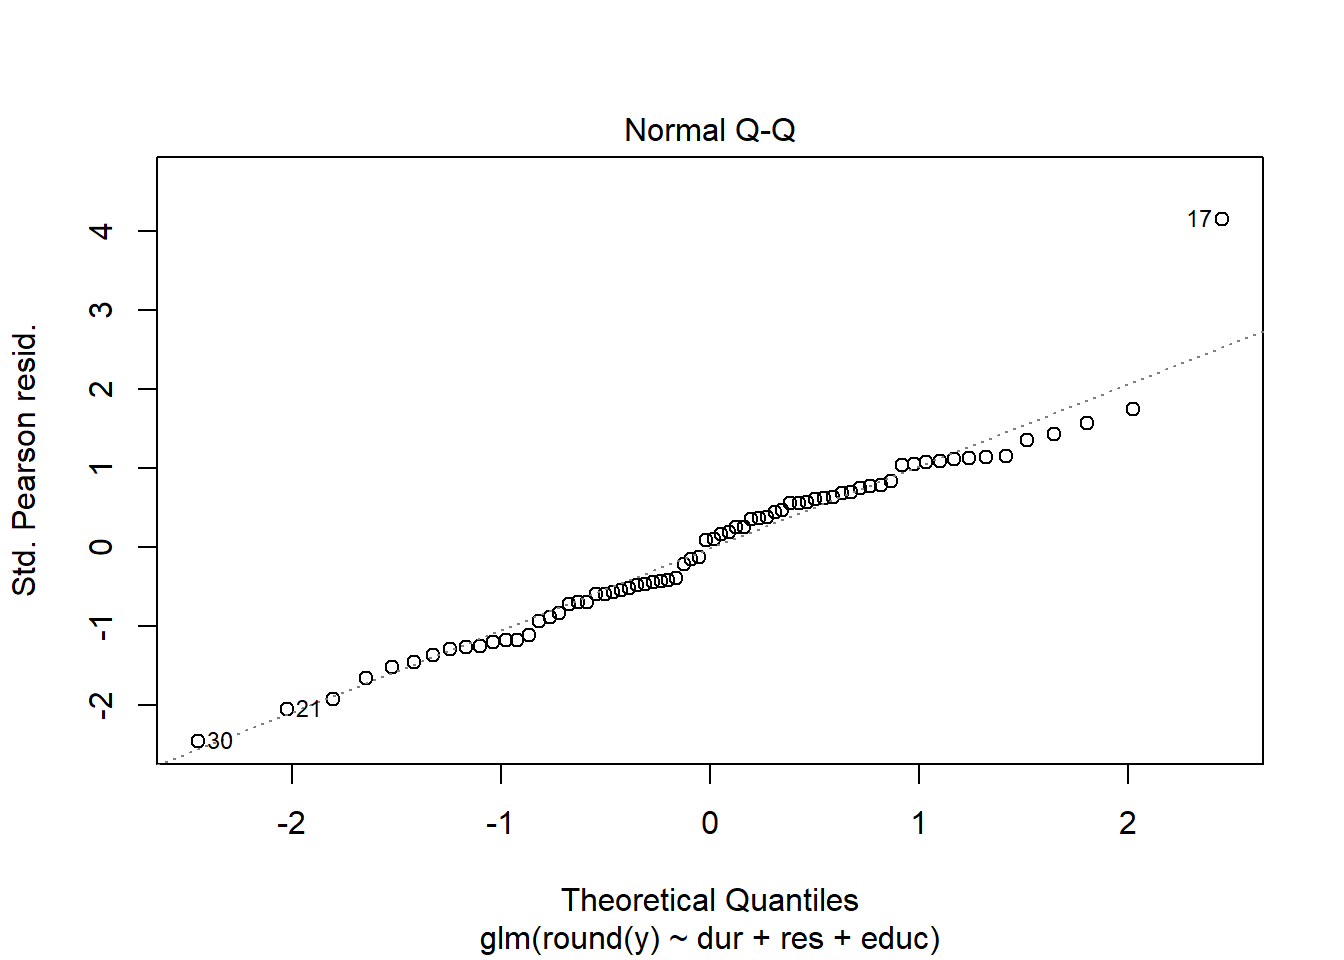 Normal Q-Q
Std. Pearson resid.
4
3
2
1
0
-1
-2
17
21
30
-2 -1 0 1 2
Theoretical Quantiles
glm(round(y) ~ dur + res + educ)